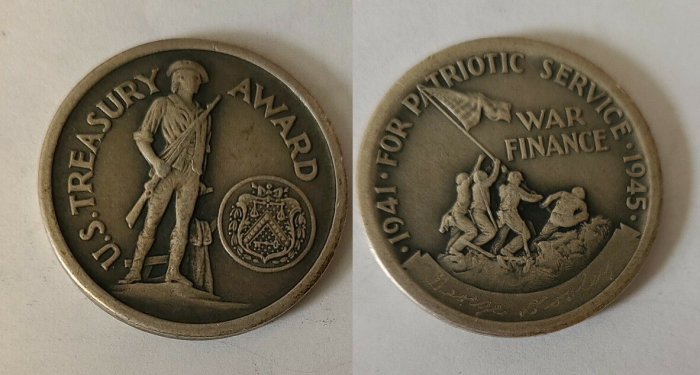 U.S. TREASURY AWARD
1941 · FOR PATRIOTIC SERVICE · 1945
WAR
FINANCE